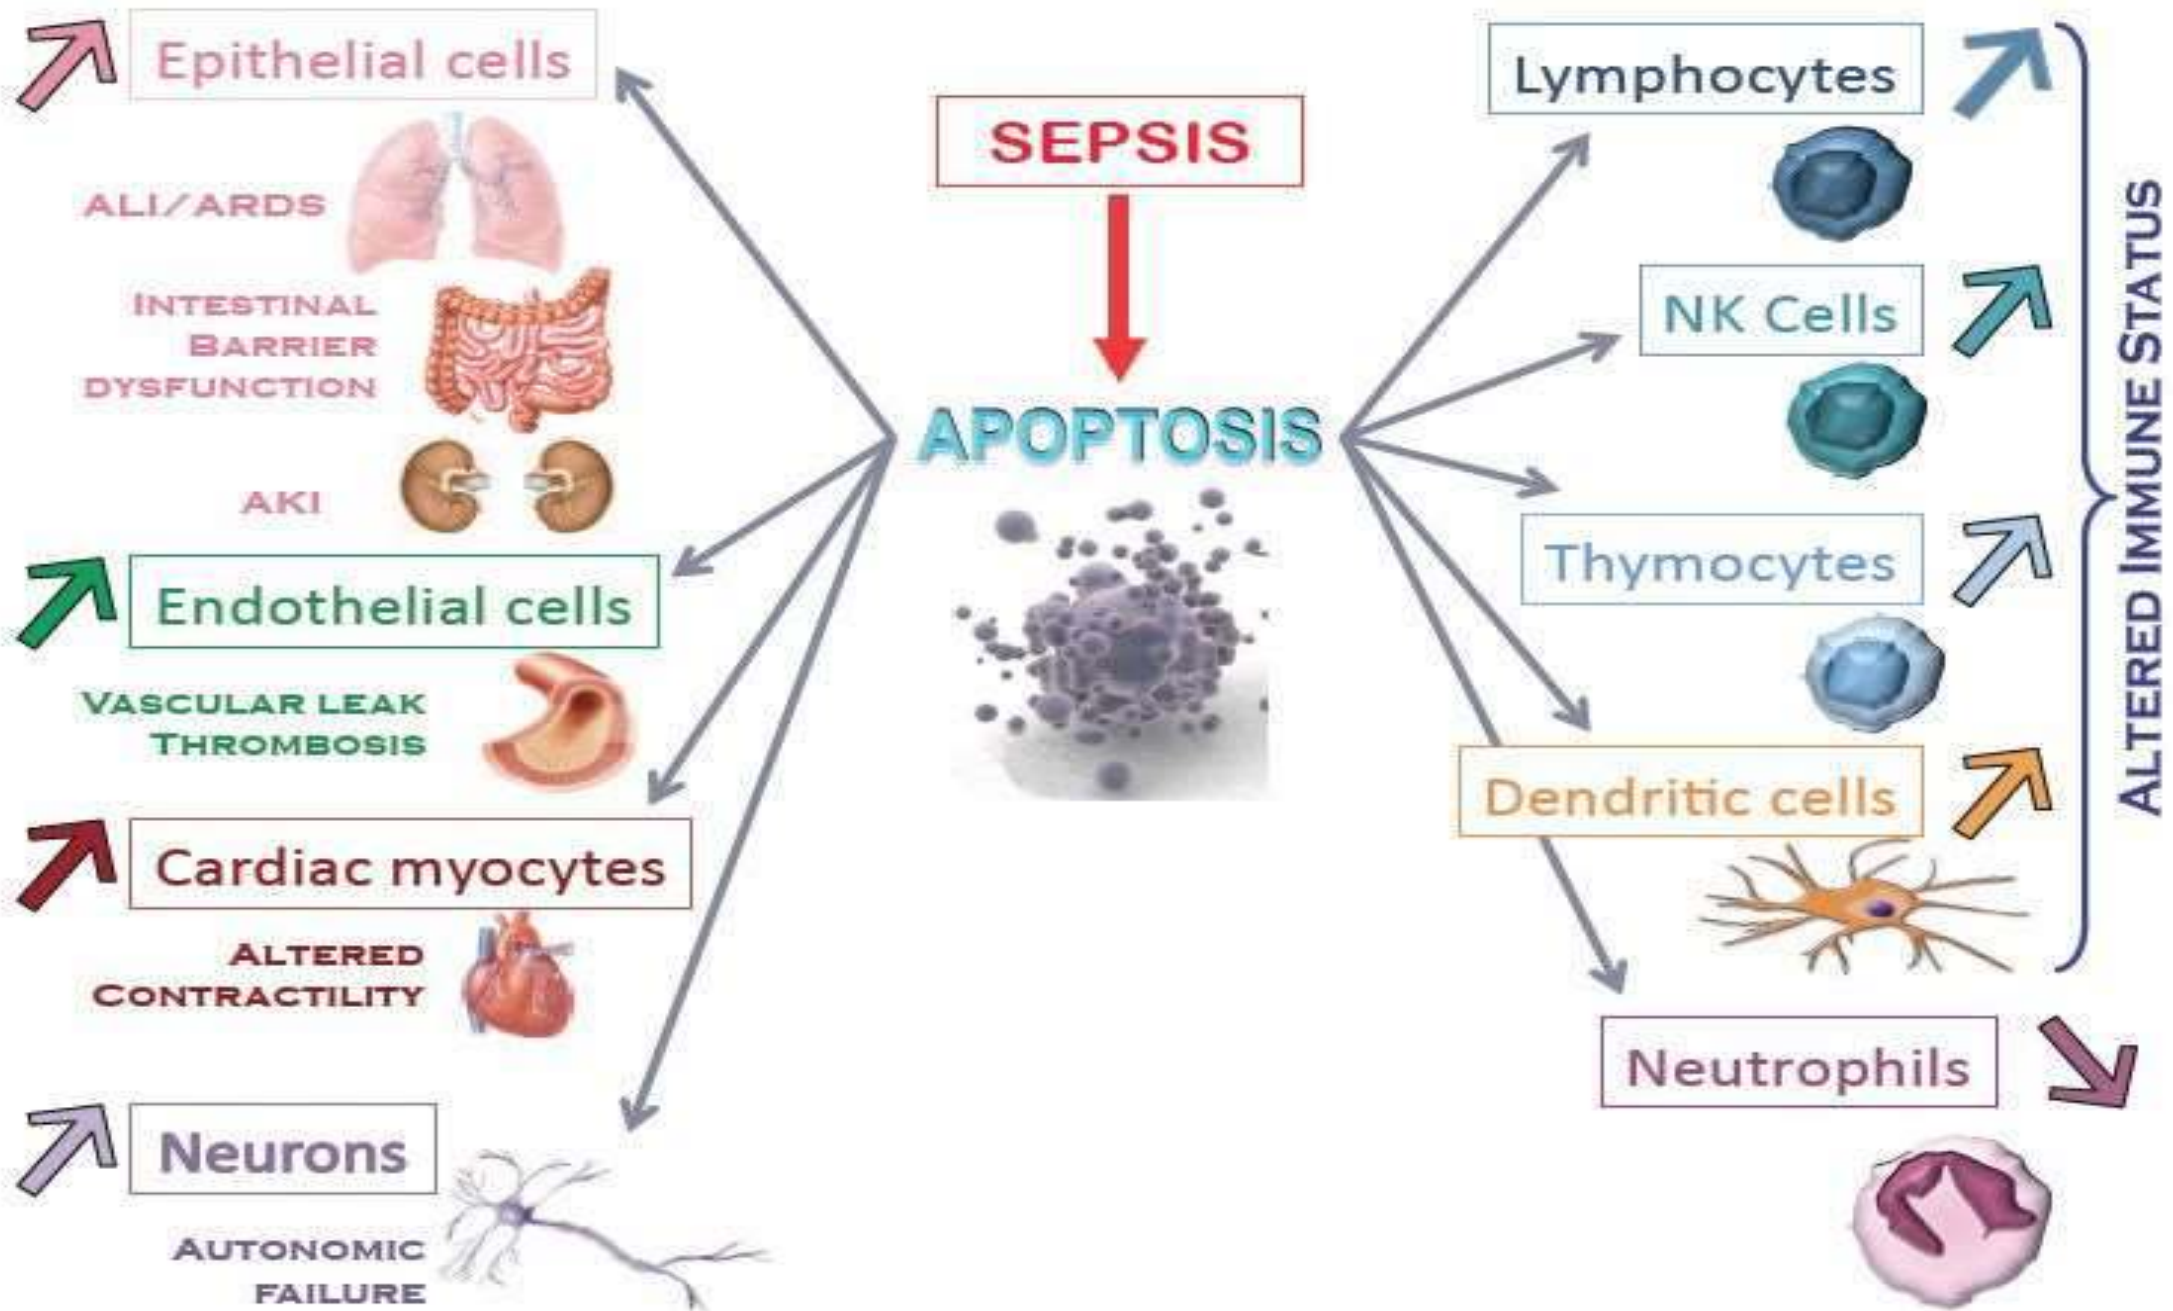 Epithelial cells
ALI/ARDS
INTESTINAL
BARRIER
DYSFUNCTION
AKI
Endothelial cells
VASCULAR LEAK
THROMBOSIS
Cardiac myocytes
ALTERED
CONTRACTILITY
Neurons
AUTONOMIC
FAILURE
SEPSIS
APOPTOSIS
Lymphocytes
NK Cells
Thymocytes
Dendritic cells
Neutrophils
ALTERED IMMUNE STATUS